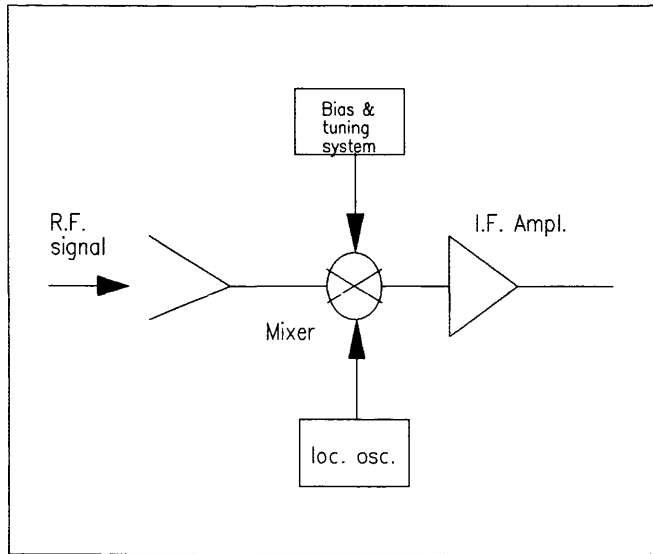 Bias &
tuning
system
R.F.
signal
I.F. Ampl.
Mixer
loc. osc.